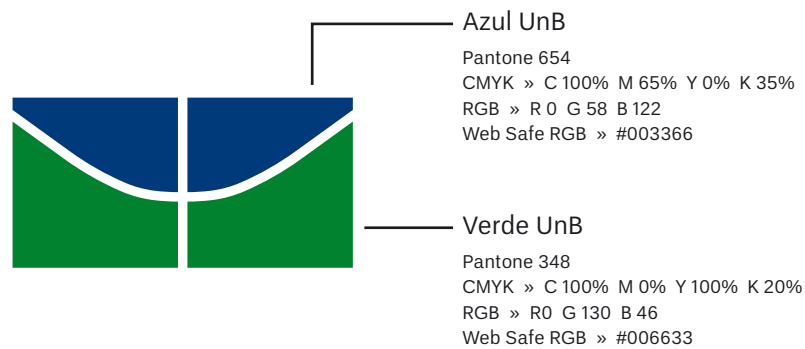 Azul UnB
Pantone 654
CMYK » C 100% M 65% Y 0% K 35%
RGB » R 0 G 58 B 122
Web Safe RGB » #003366
Verde UnB
Pantone 348
CMYK » C 100% M 0% Y 100% K 20%
RGB » R0 G 130 B 46
Web Safe RGB » #006633